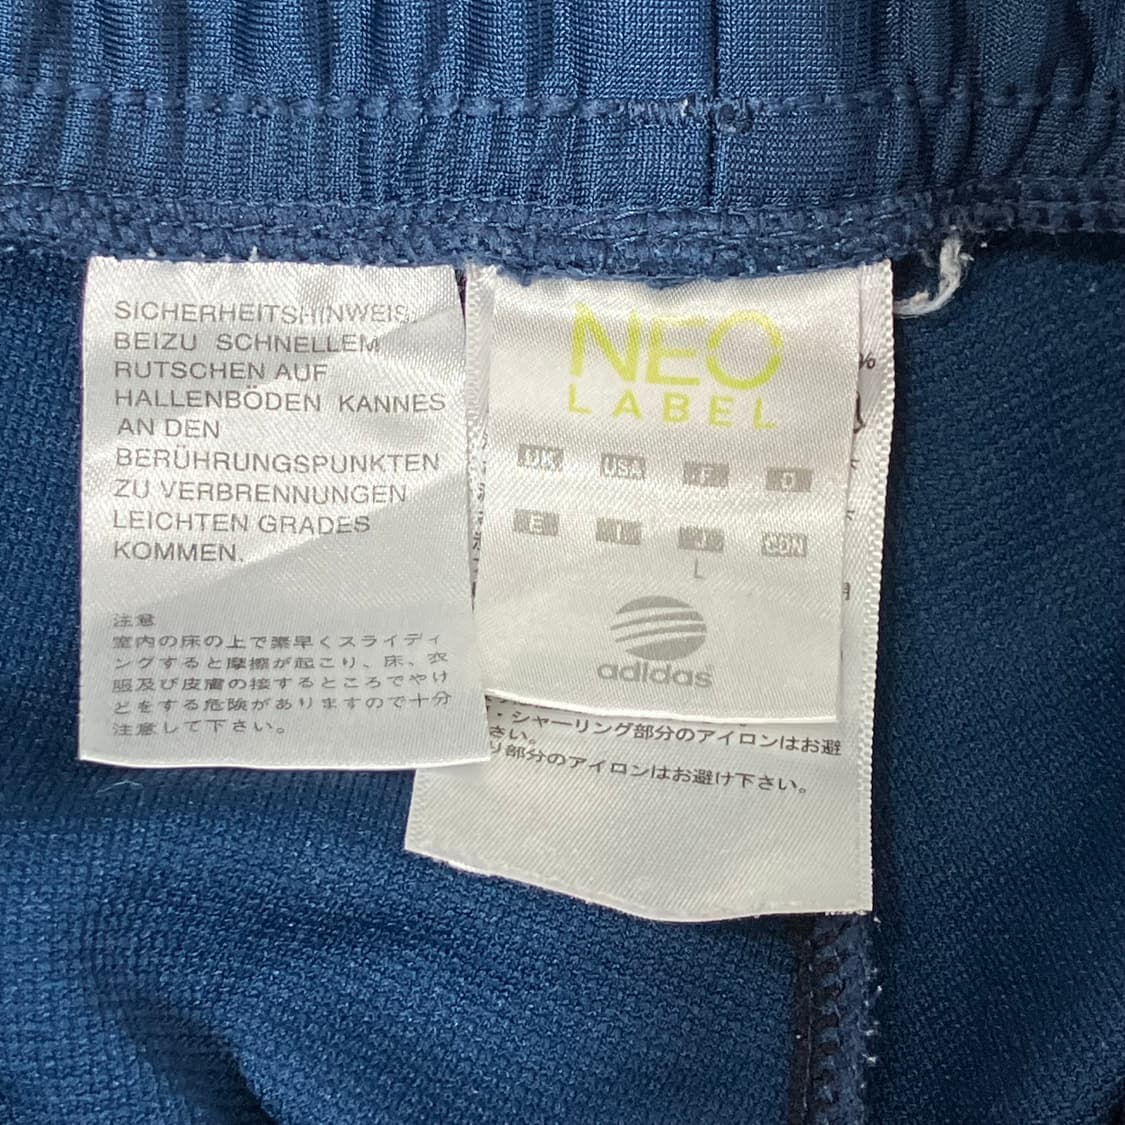 SICHERHEITSHINWEIS.
BEIZU SCHNELLEM
RUTSCHEN AUF
HALLENBÖDEN KANNES
AN DEN
BERÜHRUNGSPUNKTEN
ZU VERBRENNUNGEN
LEICHTEN GRADES
KOMMEN.
注意
室内の床の上で素早くスライディ
ングすると摩擦が起こり、床、衣
服及び皮膚の接するところでやけ
どをする危険がありますので十分
注意して下さい。
NEO
LABEL
UK USA F D
E I J CDN
L
adidas
%
・シャーリング部分のアイロンはお避
さい。
り部分のアイロンはお避け下さい。